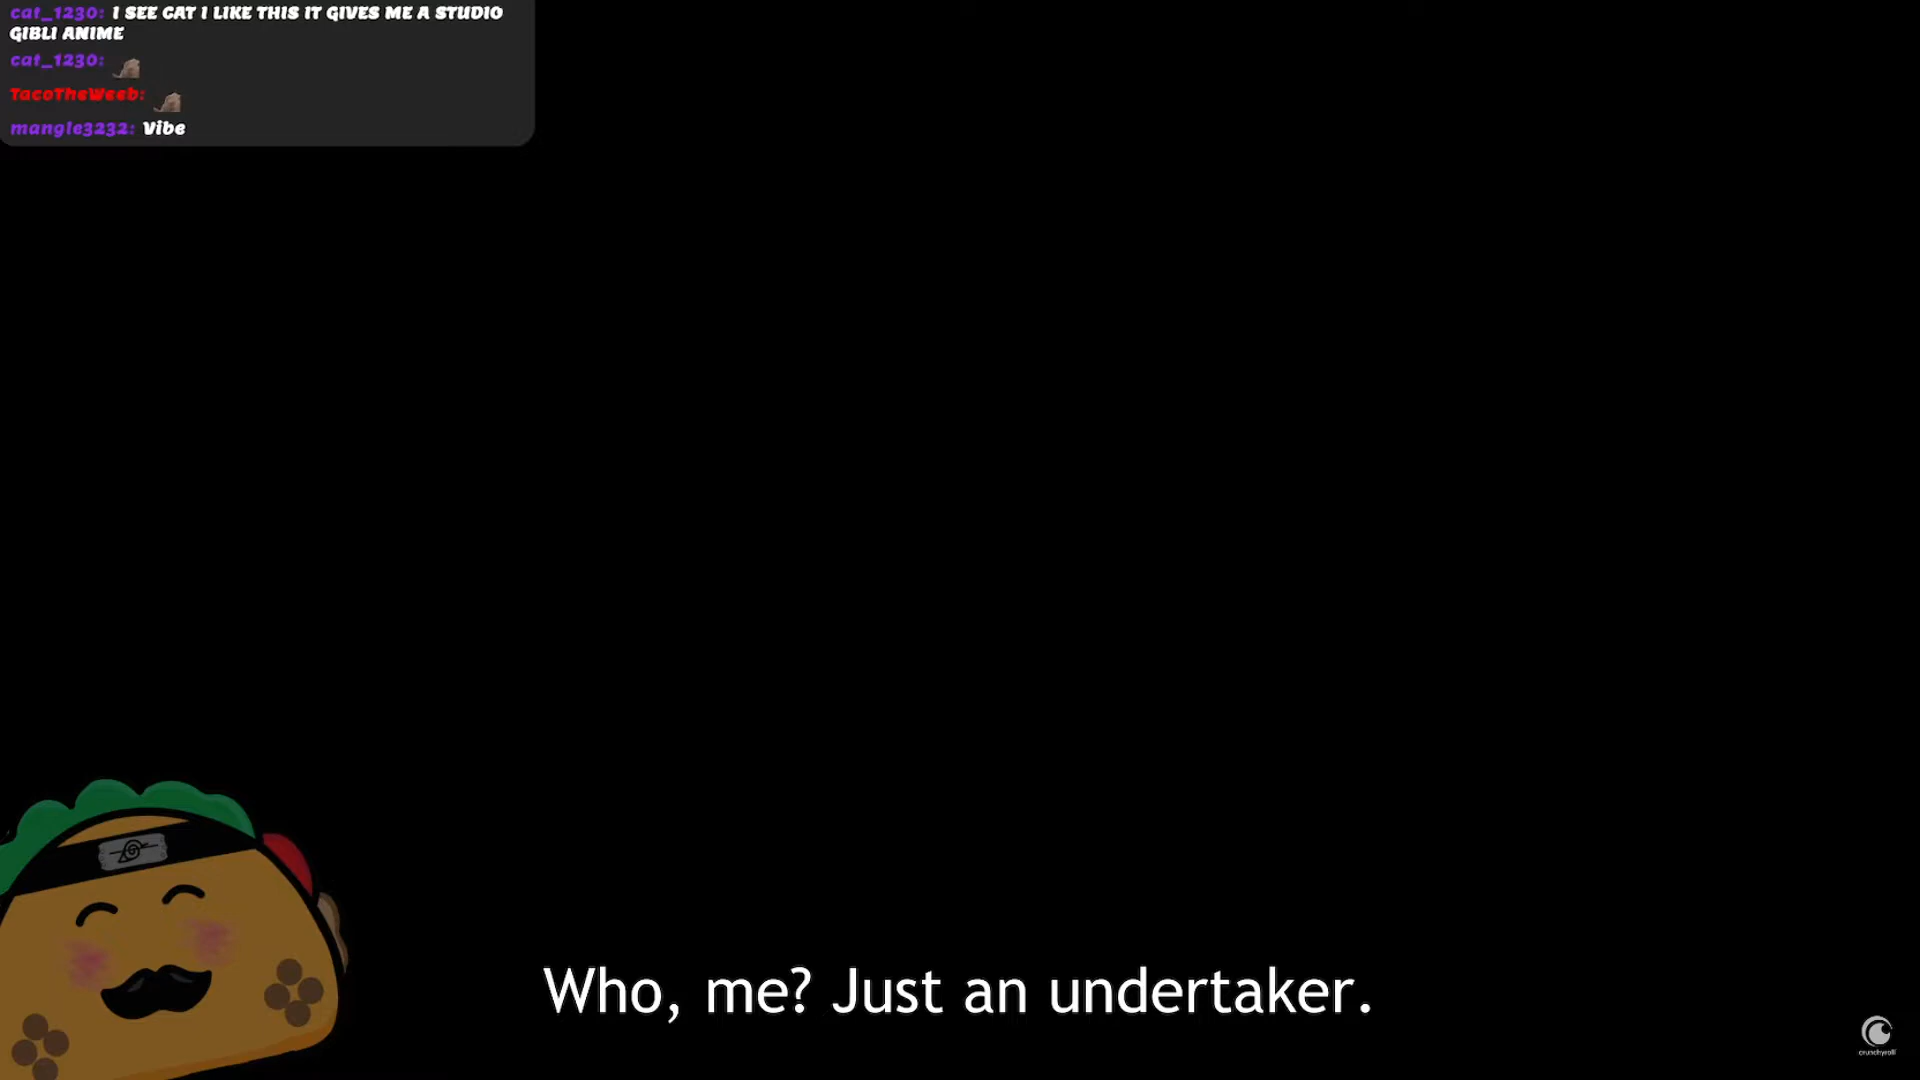 cat_1230: I SEE CAT I LIKE THIS IT GIVES ME A STUDIO
GIBLI ANIME
cat_1230:
TacoTheWeeb:
mangle3232: Vibe
Who, me? Just an undertaker.
crunchyroll